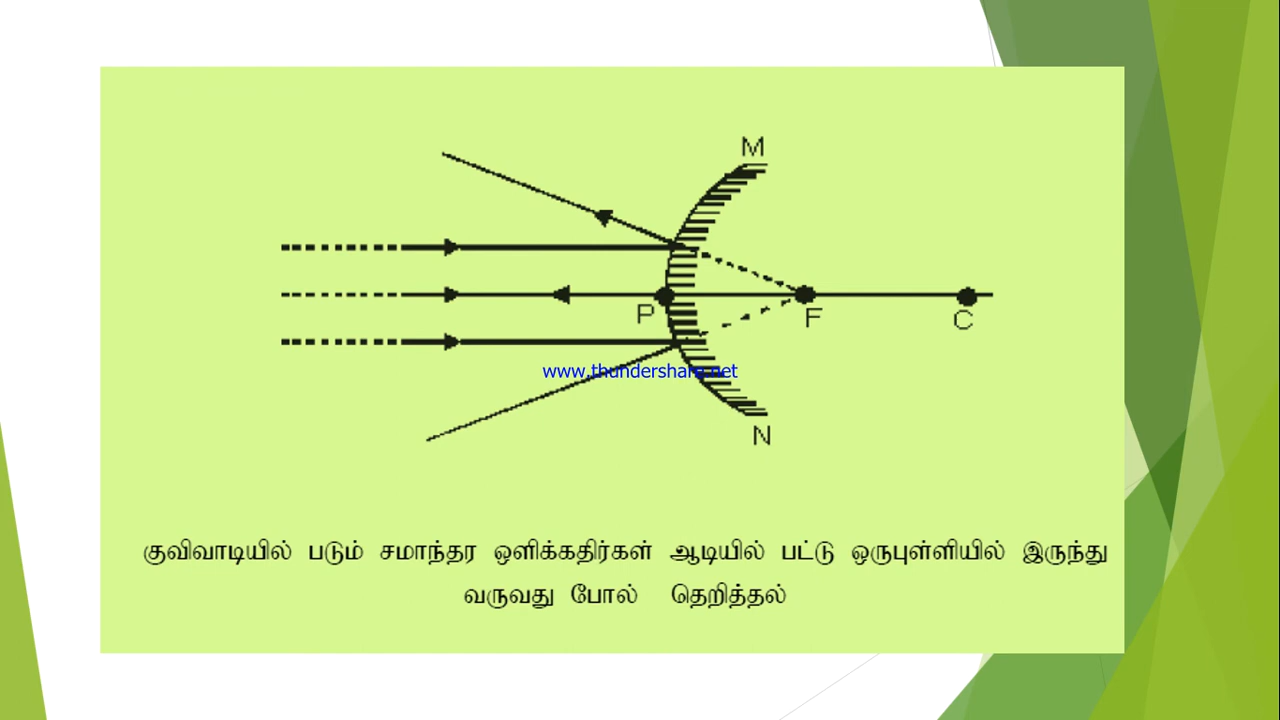 M
P
F
C
www.thundershare.net
N
குவிவாடியில் படும் சமாந்தர ஒளிக்கதிர்கள் ஆடியில் பட்டு ஒருபுள்ளியில் இருந்து
வருவது போல் தெறித்தல்